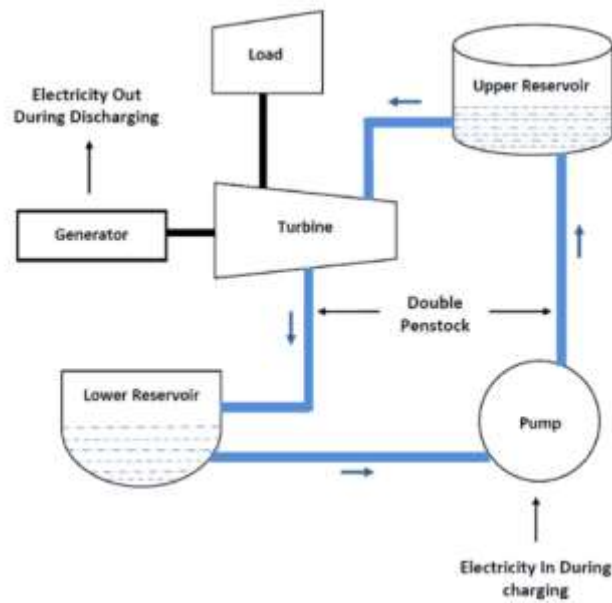 Load
Upper Reservoir
Electricity Out
During Discharging
Generator
Turbine
Double
Penstock
Lower Reservoir
Pump
Electricity In During
charging